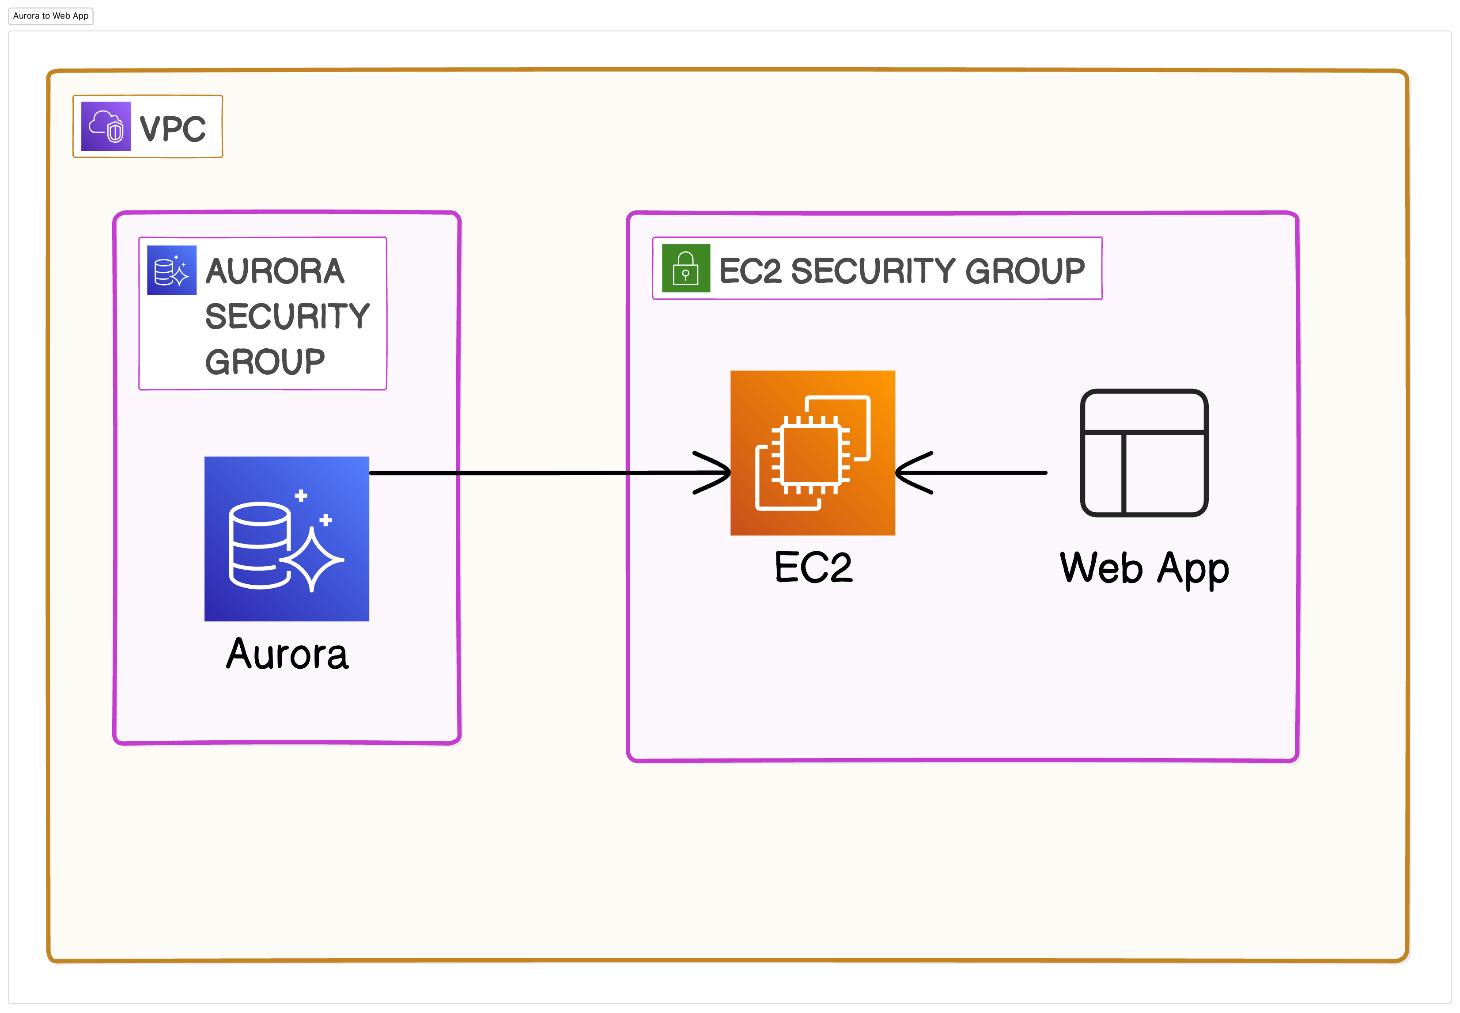 Aurora to Web App
VPC
AURORA
SECURITY
GROUP
EC2 SECURITY GROUP
EC2
Web App
Aurora